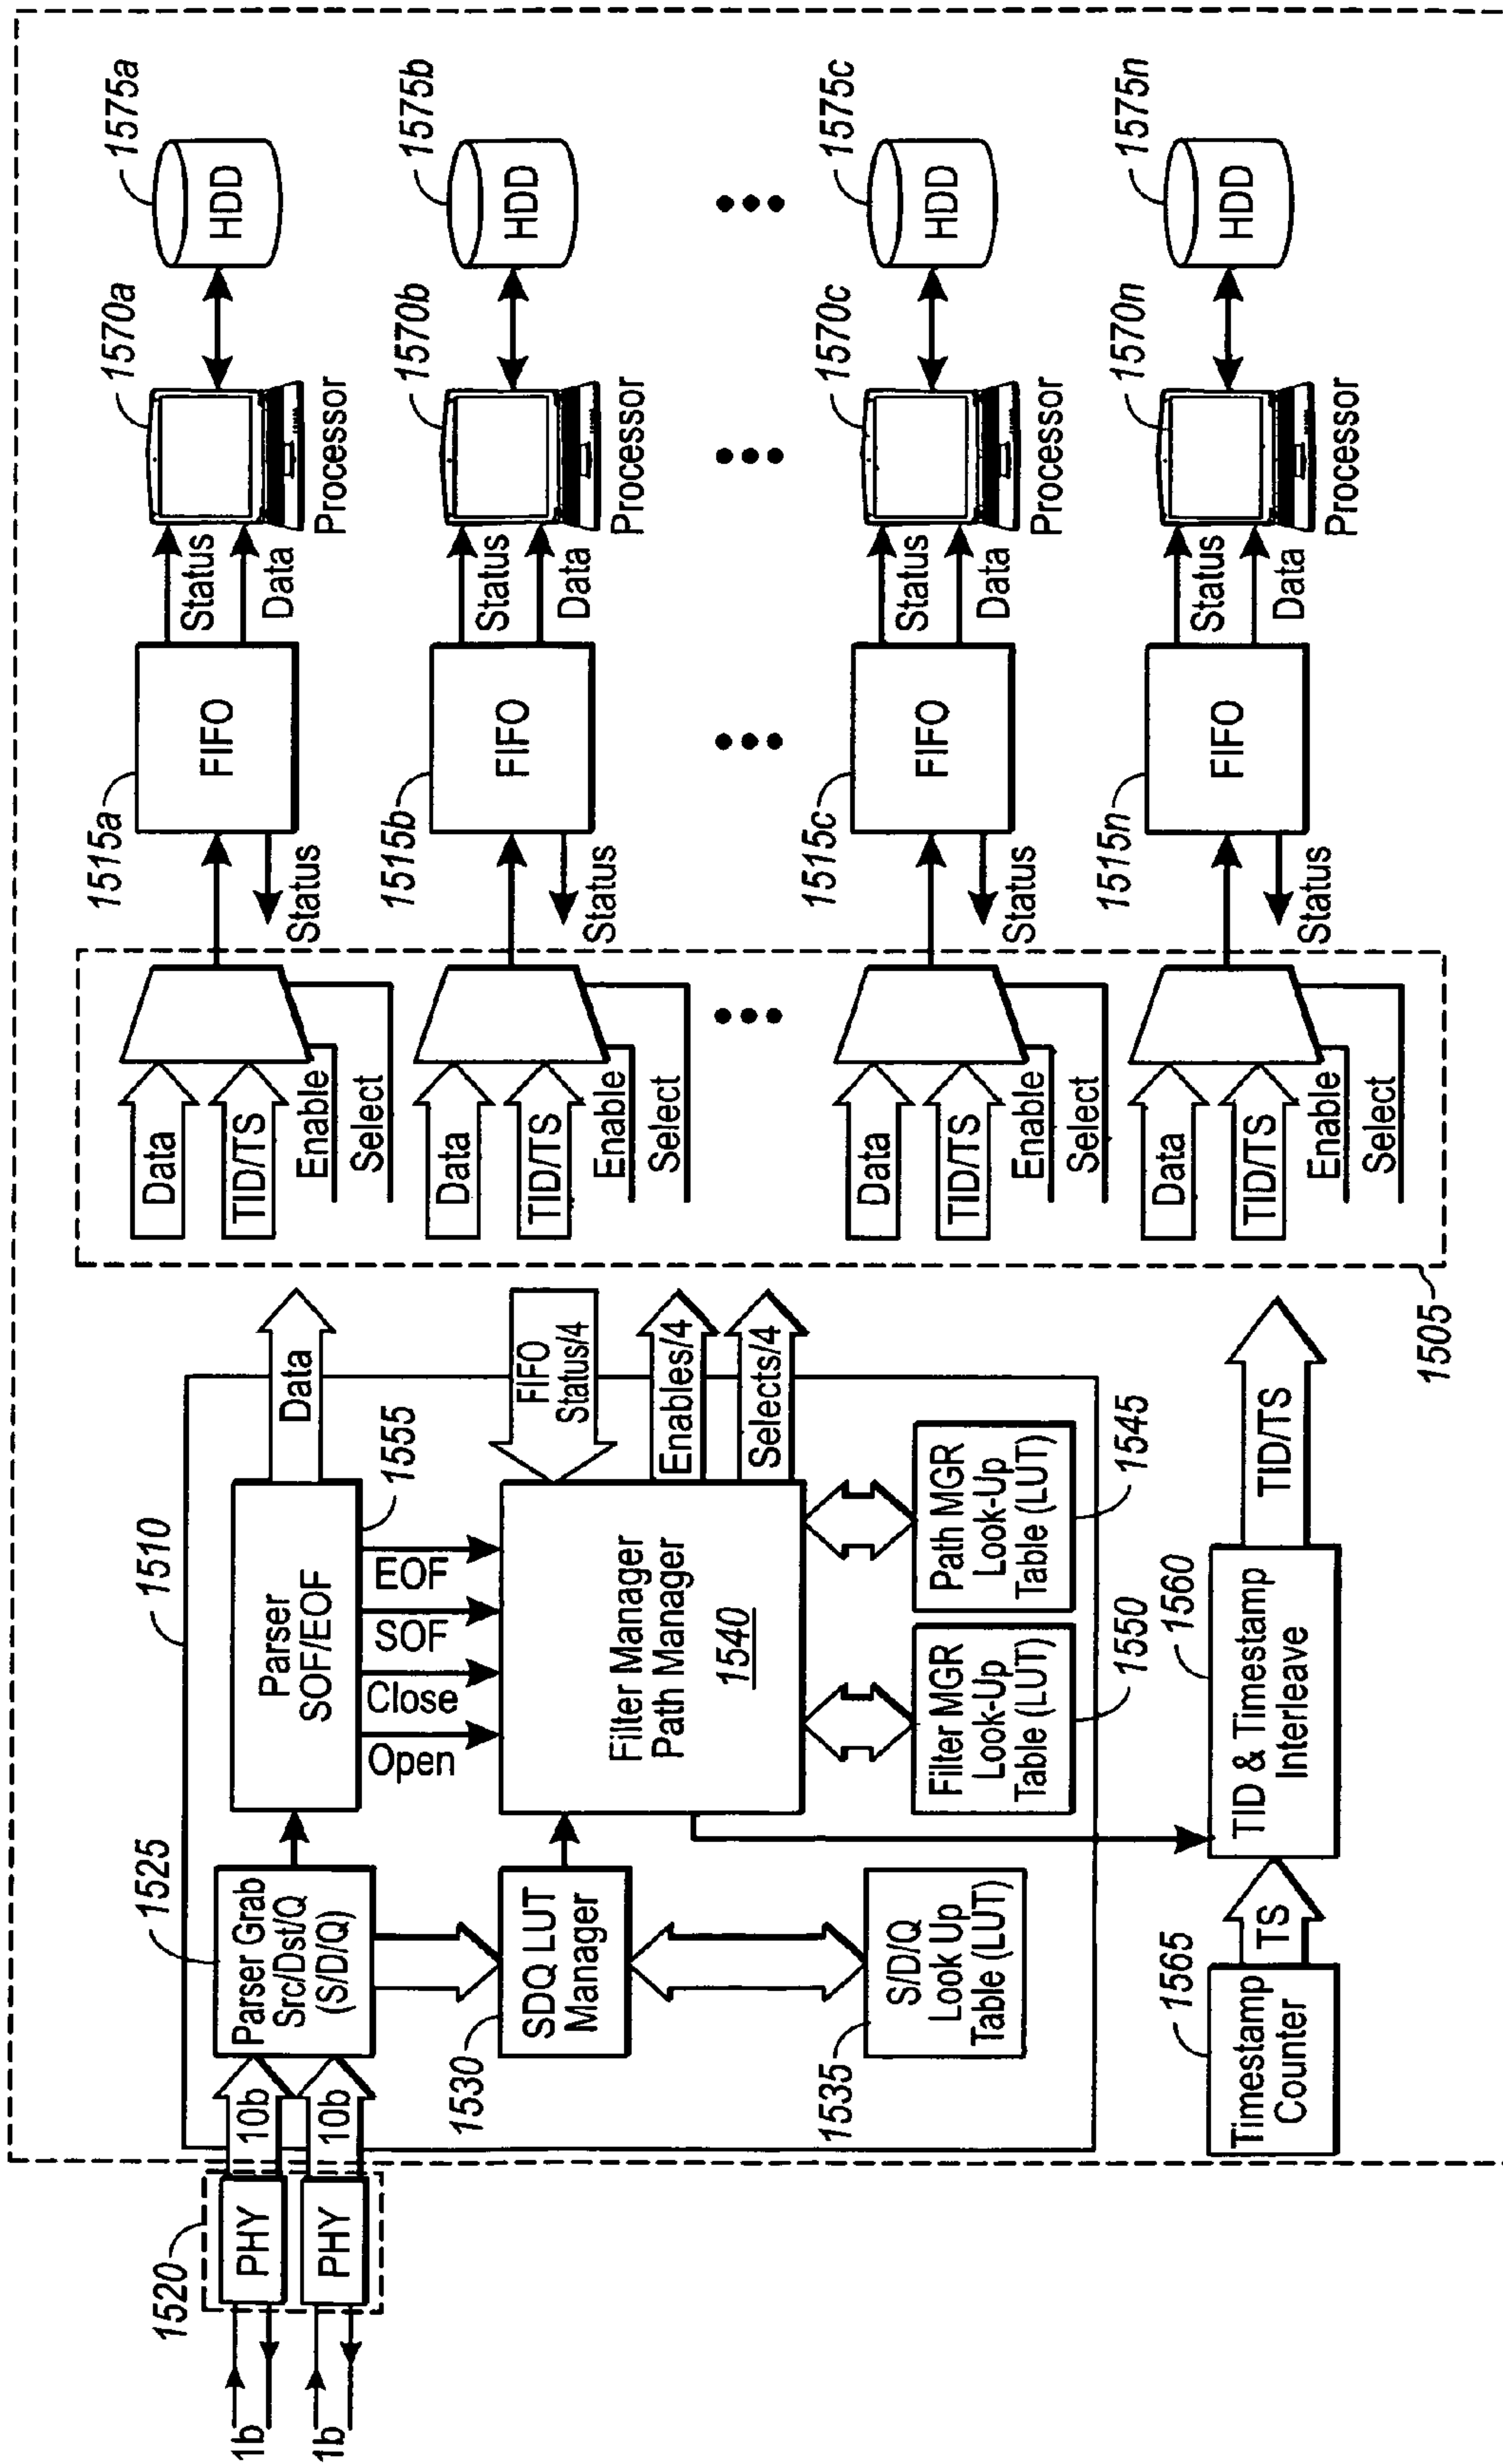 1b
1b
1520
PHY
PHY
10b
10b
1510
1525
Parser Grab
Src/Dst/Q
(S/D/Q)
Parser
SOF/EOF
1555
Data
Open
Close
SOF
EOF
1530
SDQ LUT
Manager
Filter Manager
Path Manager
1540
FIFO
Status/4
Enables/4
Selects/4
1535
S/D/Q
Look Up
Table (LUT)
Filter MGR
Look-Up
Table (LUT)
1550
Path MGR
Look-Up
Table (LUT)
1545
1565
Timestamp
Counter
TS
1560
TID & Timestamp
Interleave
TID/TS
1505
Data
TID/TS
Enable
Select
1515a
FIFO
Status
Status
Data
1570a
Processor
1575a
HDD
Data
TID/TS
Enable
Select
1515b
FIFO
Status
Status
Data
1570b
Processor
1575b
HDD
Data
TID/TS
Enable
Select
1515c
FIFO
Status
Status
Data
1570c
Processor
1575c
HDD
Data
TID/TS
Enable
Select
1515n
FIFO
Status
Status
Data
1570n
Processor
1575n
HDD